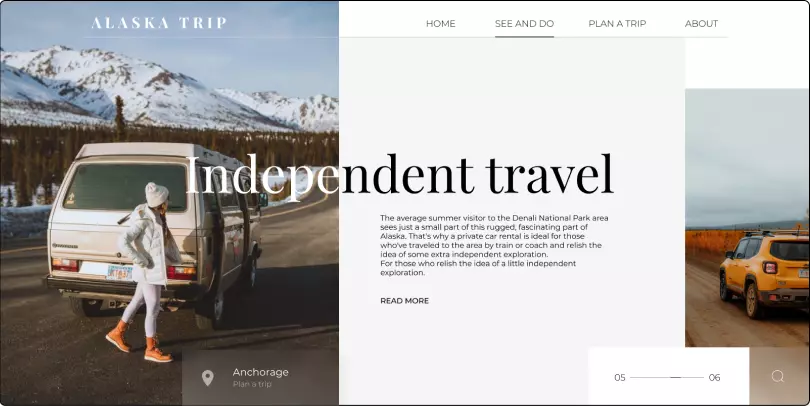 ALASKA TRIP
HOME
SEE AND DO
PLAN A TRIP
ABOUT
Independent travel
The average summer visitor to the Denali National Park area
sees just a small part of this rugged, fascinating part of
Alaska. That's why a private car rental is ideal for those
who've traveled to the area by train or coach and relish the
idea of some extra independent exploration.
For those who relish the idea of a little independent
exploration.
READ MORE
Anchorage
Plan a trip
05
06